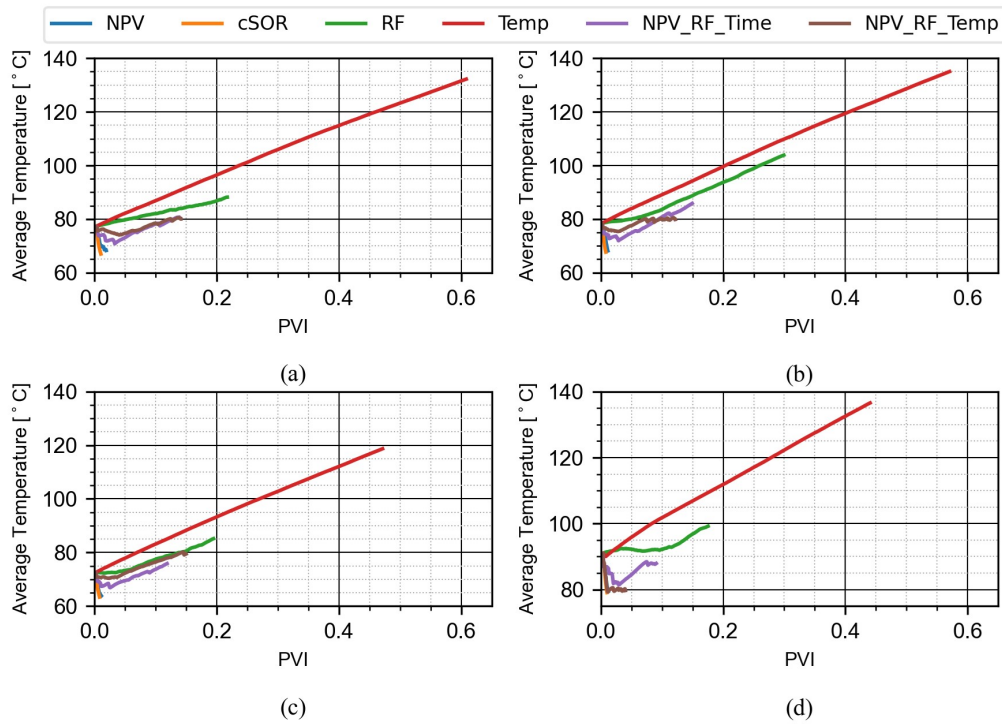 NPV cSOR RF Temp NPV_RF_Time NPV_RF_Temp
Average Temperature [°C]
140
120
100
80
60
0.0 0.2 0.4 0.6
PVI
(a)
Average Temperature [°C]
140
120
100
80
60
0.0 0.2 0.4 0.6
PVI
(b)
Average Temperature [°C]
140
120
100
80
60
0.0 0.2 0.4 0.6
PVI
(c)
Average Temperature [°C]
140
120
100
80
0.0 0.2 0.4 0.6
PVI
(d)